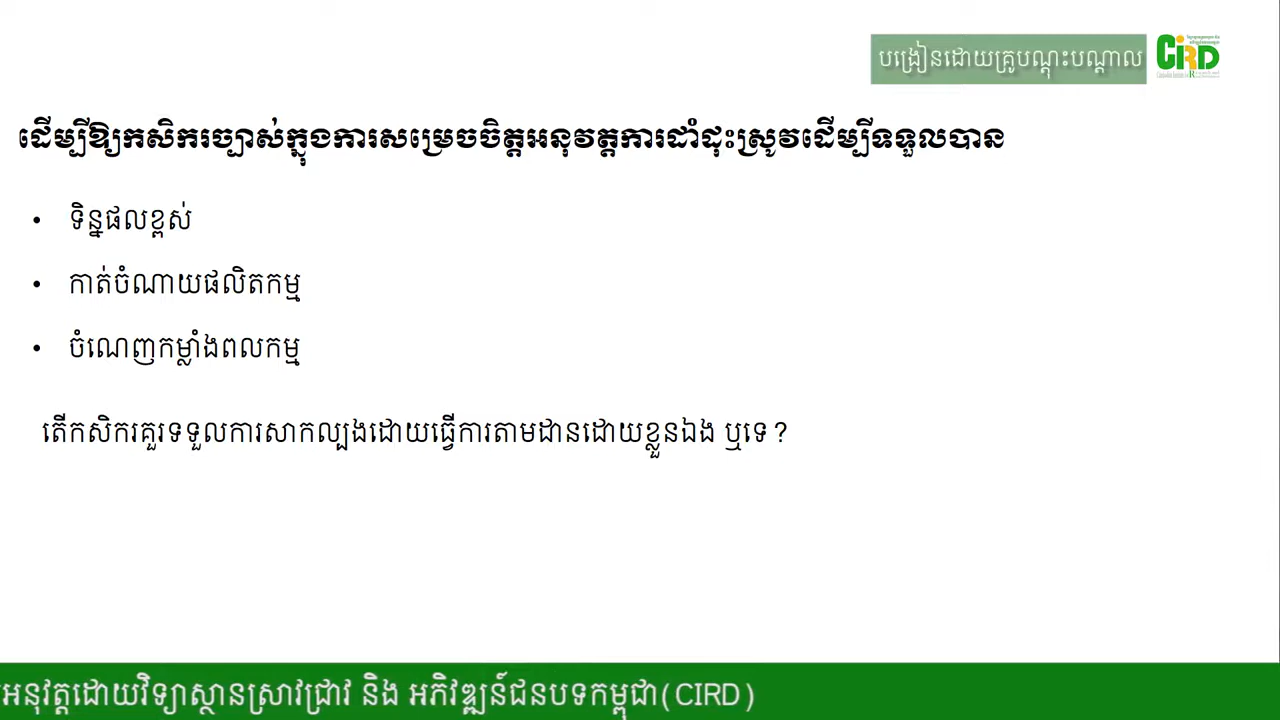 បង្រៀនដោយគ្រូបណ្តុះបណ្តាល
CiRD
ដើម្បីឱ្យកសិករច្បាស់ក្នុងការសម្រេចចិត្តអនុវត្តការដាំដុះស្រូវដើម្បីទទួលបាន
• ទិន្នផលខ្ពស់
• កាត់ចំណាយផលិតកម្ម
• ចំណេញកម្លាំងពលកម្ម
តើកសិករគួរទទួលការសាកល្បងដោយធ្វើការតាមដានដោយខ្លួនឯង ឬទេ?
អនុវត្តដោយវិទ្យាស្ថានស្រាវជ្រាវ និង អភិវឌ្ឍន៍ជនបទកម្ពុជា(CIRD)